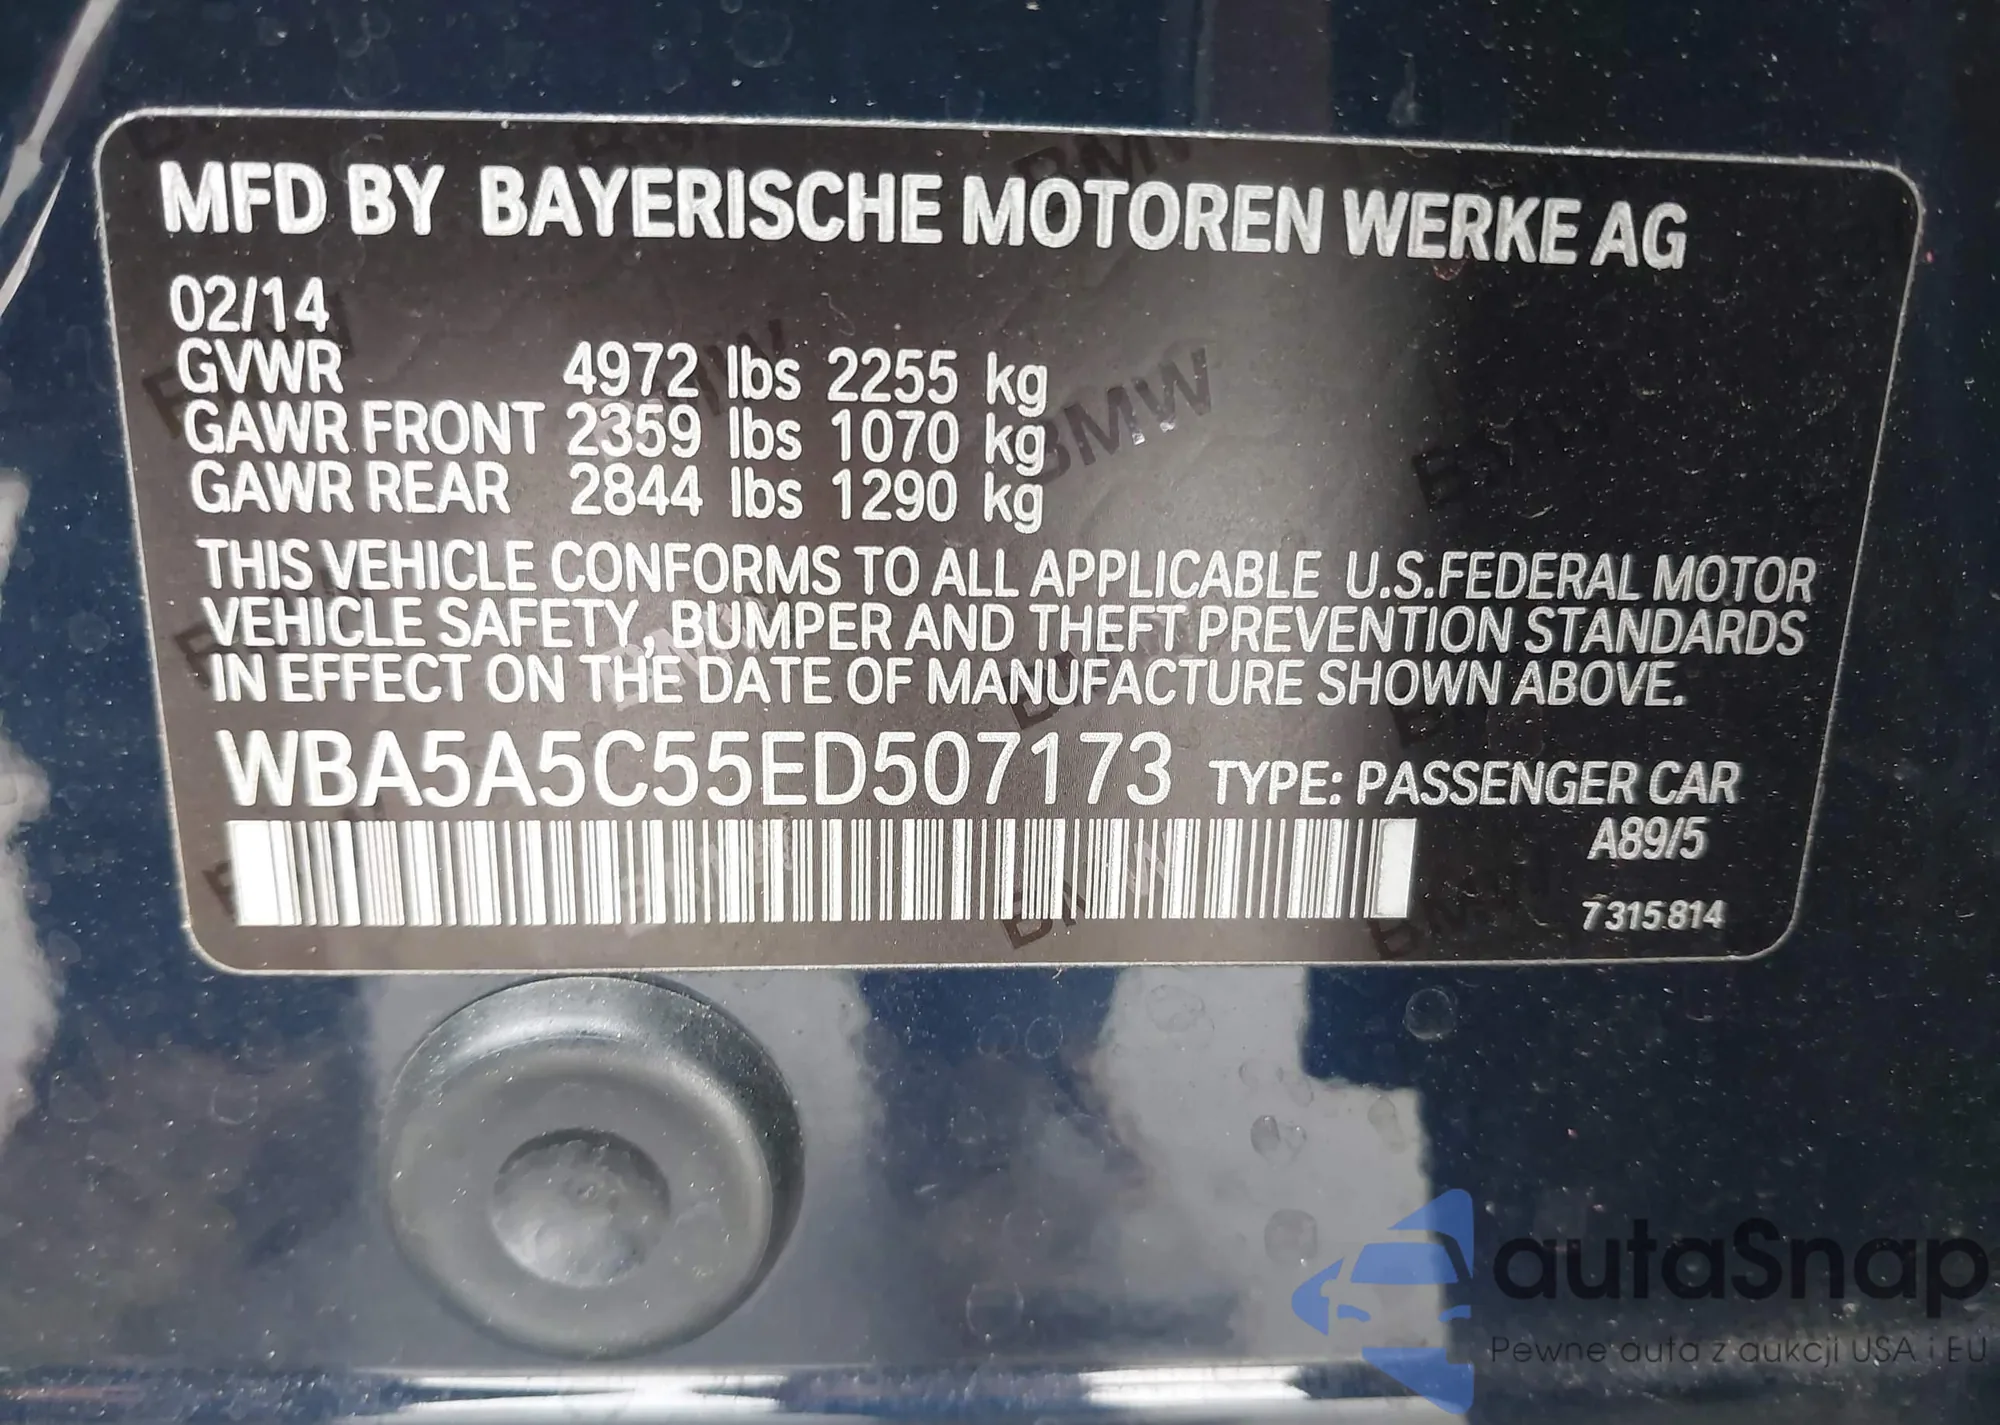 MFD BY BAYERISCHE MOTOREN WERKE AG
02/14
GVWR 4972 lbs 2255 kg
GAWR FRONT 2359 lbs 1070 kg
GAWR REAR 2844 lbs 1290 kg
THIS VEHICLE CONFORMS TO ALL APPLICABLE U.S.FEDERAL MOTOR
VEHICLE SAFETY, BUMPER AND THEFT PREVENTION STANDARDS
IN EFFECT ON THE DATE OF MANUFACTURE SHOWN ABOVE.
WBA5A5C55ED507173 TYPE: PASSENGER CAR
A89/5
7315814
autaSnap
Pewne auta z aukcji USA i EU